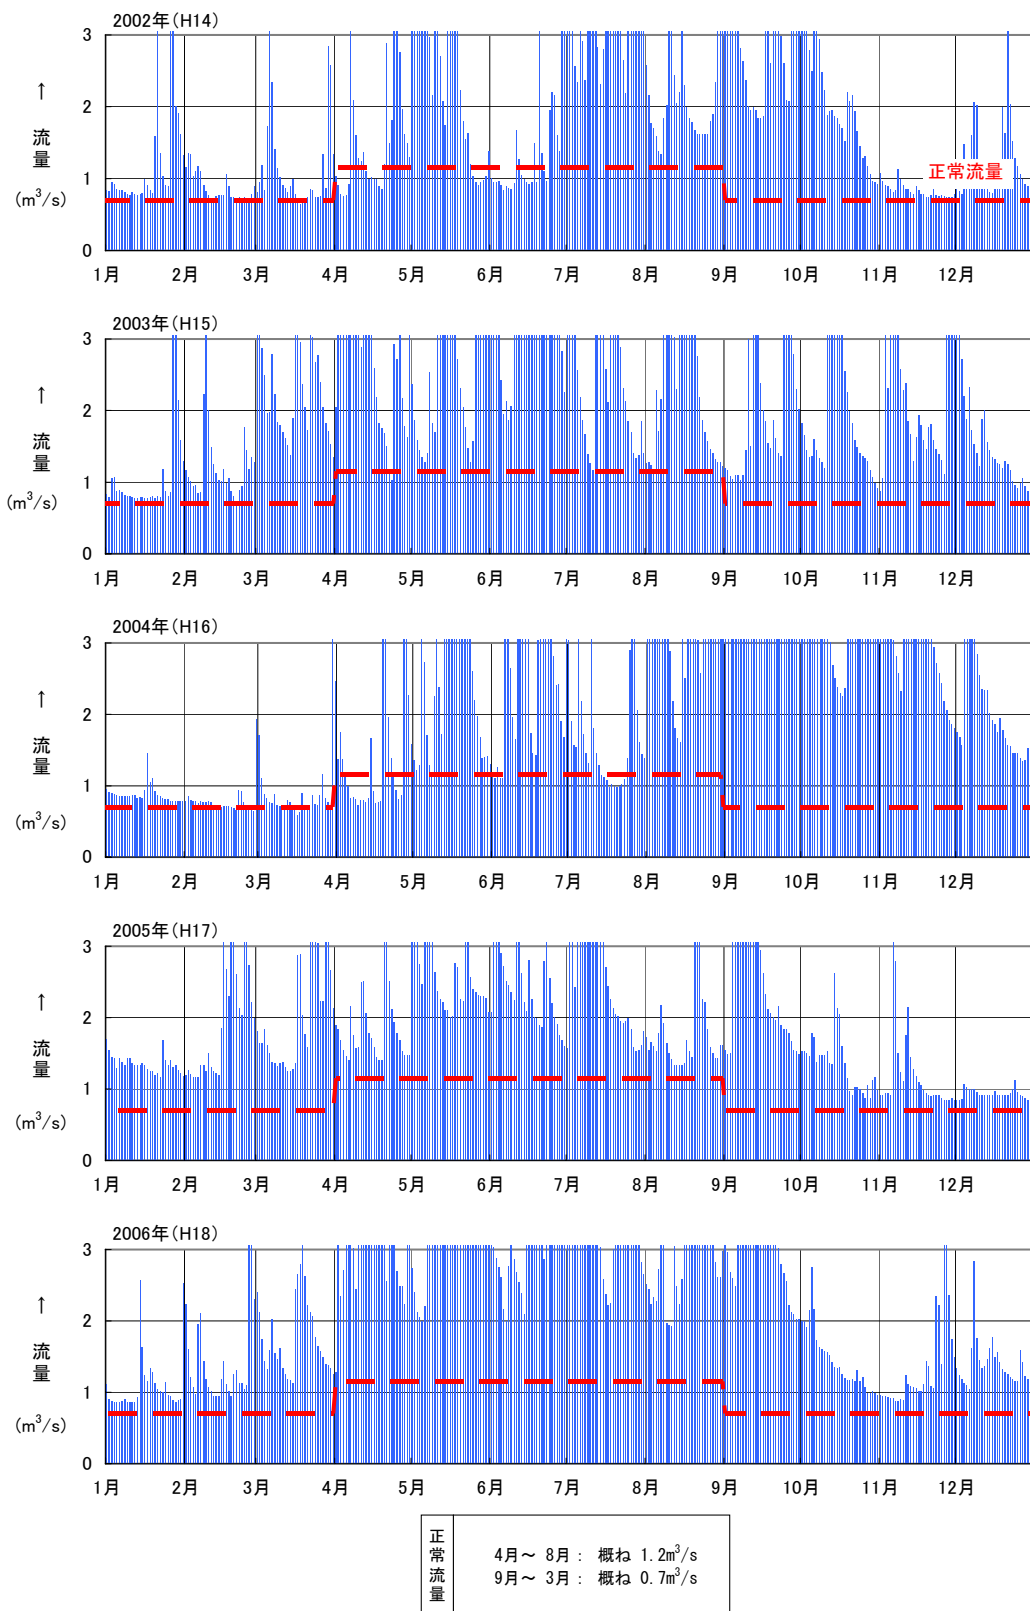 2002年(H14)
3
2
1
0
↑
流
量
(m³/s)
正常流量
1月 2月 3月 4月 5月 6月 7月 8月 9月 10月 11月 12月
2003年(H15)
3
2
1
0
↑
流
量
(m³/s)
1月 2月 3月 4月 5月 6月 7月 8月 9月 10月 11月 12月
2004年(H16)
3
2
1
0
↑
流
量
(m³/s)
1月 2月 3月 4月 5月 6月 7月 8月 9月 10月 11月 12月
2005年(H17)
3
2
1
0
↑
流
量
(m³/s)
1月 2月 3月 4月 5月 6月 7月 8月 9月 10月 11月 12月
2006年(H18)
3
2
1
0
↑
流
量
(m³/s)
1月 2月 3月 4月 5月 6月 7月 8月 9月 10月 11月 12月
正
常
流
量
4月～ 8月： 概ね 1.2m³/s
9月～ 3月： 概ね 0.7m³/s